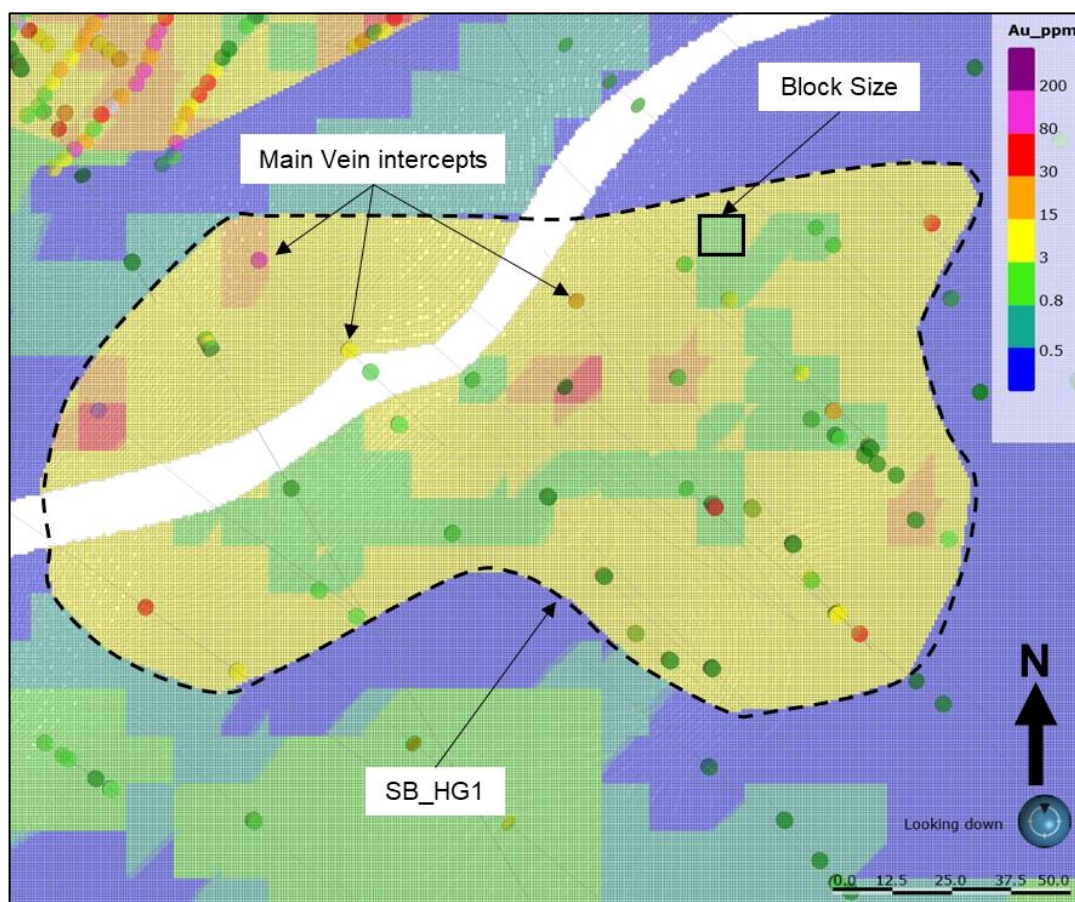 Au_ppm
200
80
30
15
3
0.8
0.5
Block Size
Main Vein intercepts
SB_HG1
N
Looking down
0.0 12.5 25.0 37.5 50.0